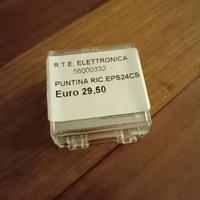 R.T.E. ELETTRONICA
56000332
PUNTINA RIC.EPS24CS
Euro 29,50